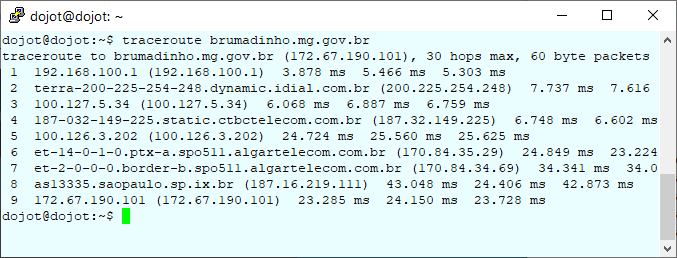 dojot@dojot: ~
dojot@dojot:~$ traceroute brumadinho.mg.gov.br
traceroute to brumadinho.mg.gov.br (172.67.190.101), 30 hops max, 60 byte packets
1 192.168.100.1 (192.168.100.1) 3.878 ms 5.466 ms 5.303 ms
2 terra-200-225-254-248.dynamic.idial.com.br (200.225.254.248) 7.737 ms 7.616
3 100.127.5.34 (100.127.5.34) 6.068 ms 6.887 ms 6.759 ms
4 187-032-149-225.static.ctbctelecom.com.br (187.32.149.225) 6.748 ms 6.602 ms
5 100.126.3.202 (100.126.3.202) 24.724 ms 25.560 ms 25.625 ms
6 et-14-0-1-0.ptx-a.spo511.algartelecom.com.br (170.84.35.29) 24.849 ms 23.224
7 et-2-0-0-0.border-b.spo511.algartelecom.com.br (170.84.34.69) 34.341 ms 34.0
8 as13335.saopaulo.sp.ix.br (187.16.219.111) 43.048 ms 24.406 ms 42.873 ms
9 172.67.190.101 (172.67.190.101) 23.285 ms 24.150 ms 23.728 ms
dojot@dojot:~$